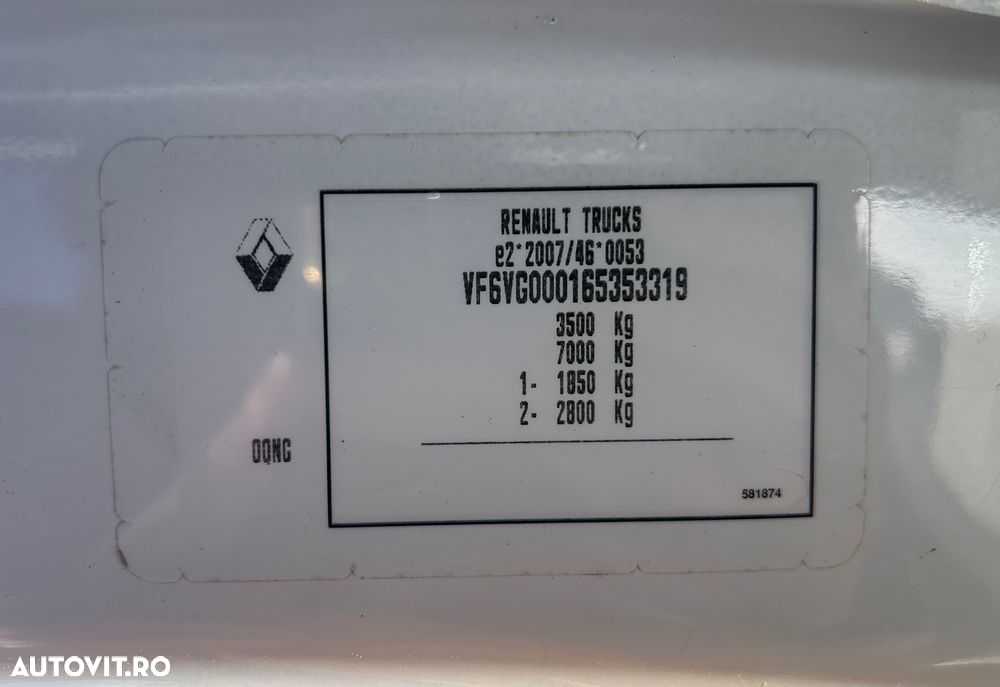 RENAULT TRUCKS
e2*2007/46*0053
VF6VG000165353319
3500 Kg
7000 Kg
1- 1850 Kg
2- 2800 Kg
OQNG
581874
AUTOVIT.RO